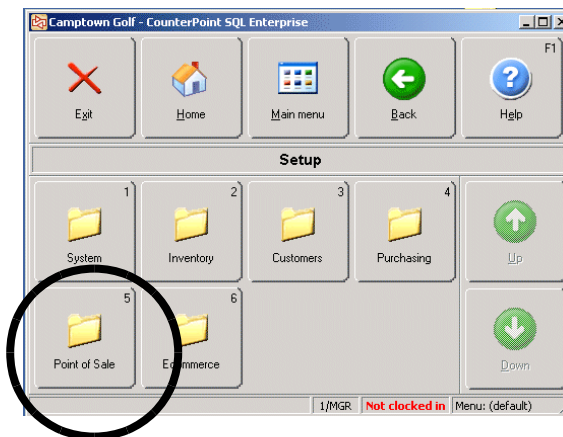 Camptown Golf - CounterPoint SQL Enterprise
F1
Exit Home Main menu Back Help
Setup
1 2 3 4
System Inventory Customers Purchasing Up
5 6
Point of Sale Ecommerce Down
1/MGR Not clocked in Menu: (default)